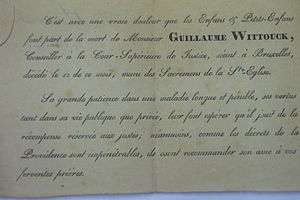 C'est avec une vraie douleur que les Enfans & Petits-Enfans
font part de la mort de Monsieur GUILLAUME WITTOUCK,
Conseiller à la Cour Supérieure de Justice, séant à Bruxelles,
décédé le 12 de ce mois, muni des Sacremens de la Ste-Eglise.
Sa grande patience dans une maladie longue et pénible, ses vertus
tant dans sa vie publique que privée, leur font espérer qu'il jouit de la
récompense réservée aux justes; néanmoins, comme les décrets de la
Providence sont impénétrables, ils osent recommander son ame à vos
ferventes prières.